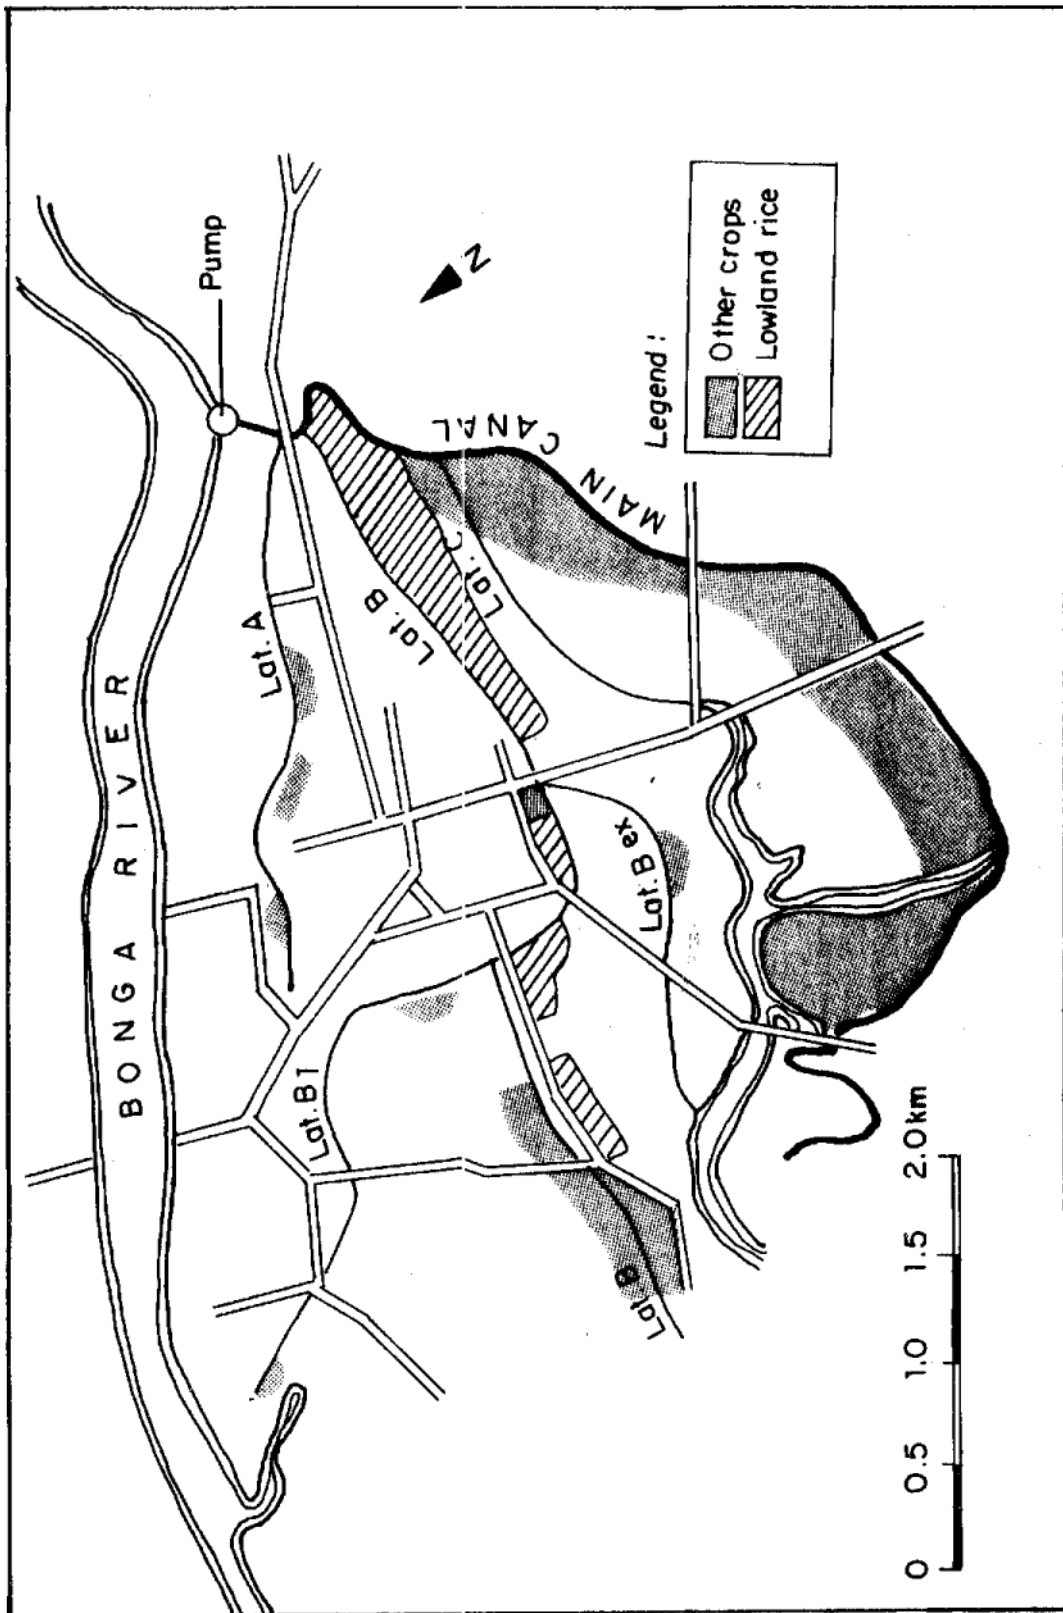 BONGA RIVER
Pump
N
Lat. A
Lat. B
Lat. C
MAIN CANAL
Lat. B ex
Lat. B1
Lat. B
Legend:
Other crops
Lowland rice
0 0.5 1.0 1.5 2.0 km